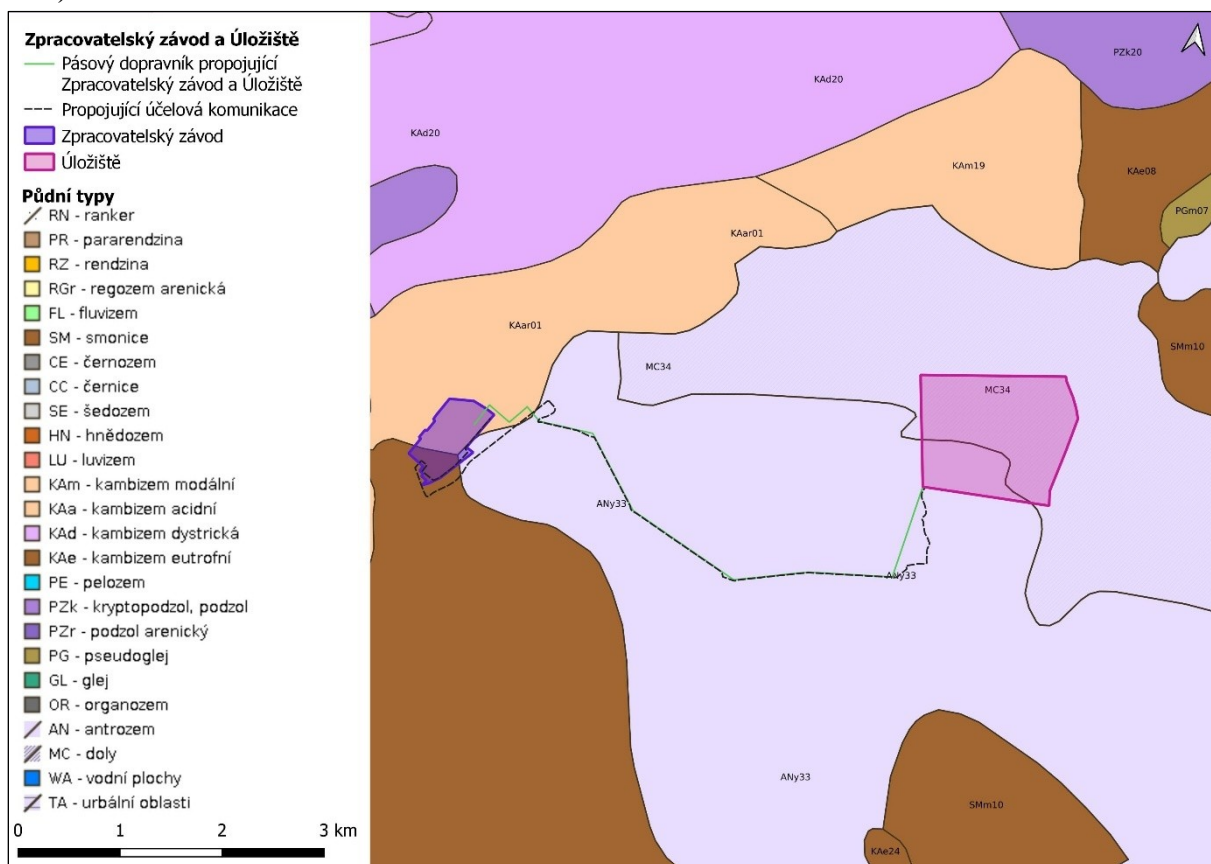 Zpracovatelský závod a Úložiště
Pásový dopravník propojující
Zpracovatelský závod a Úložiště
Propojující účelová komunikace
Zpracovatelský závod
Úložiště
Půdní typy
RN - ranker
PR - pararendzina
RZ - rendzina
RGr - regozem arenická
FL - fluvizem
SM - smonice
CE - černozem
CC - černice
SE - šedozem
HN - hnědozem
LU - luvizem
KAm - kambizem modální
KAa - kambizem acidní
KAd - kambizem dystrická
KAe - kambizem eutrofní
PE - pelozem
PZk - kryptopodzol, podzol
PZr - podzol arenický
PG - pseudoglej
GL - glej
OR - organozem
AN - antrozem
MC - doly
WA - vodní plochy
TA - urbální oblasti
0 1 2 3 km
PZk20
KAd20
KAd20
KAm19
KAe08
PGm07
KAar01
KAar01
SMm10
MC34
MC34
ANy33
ANy33
ANy33
SMm10
KAe24